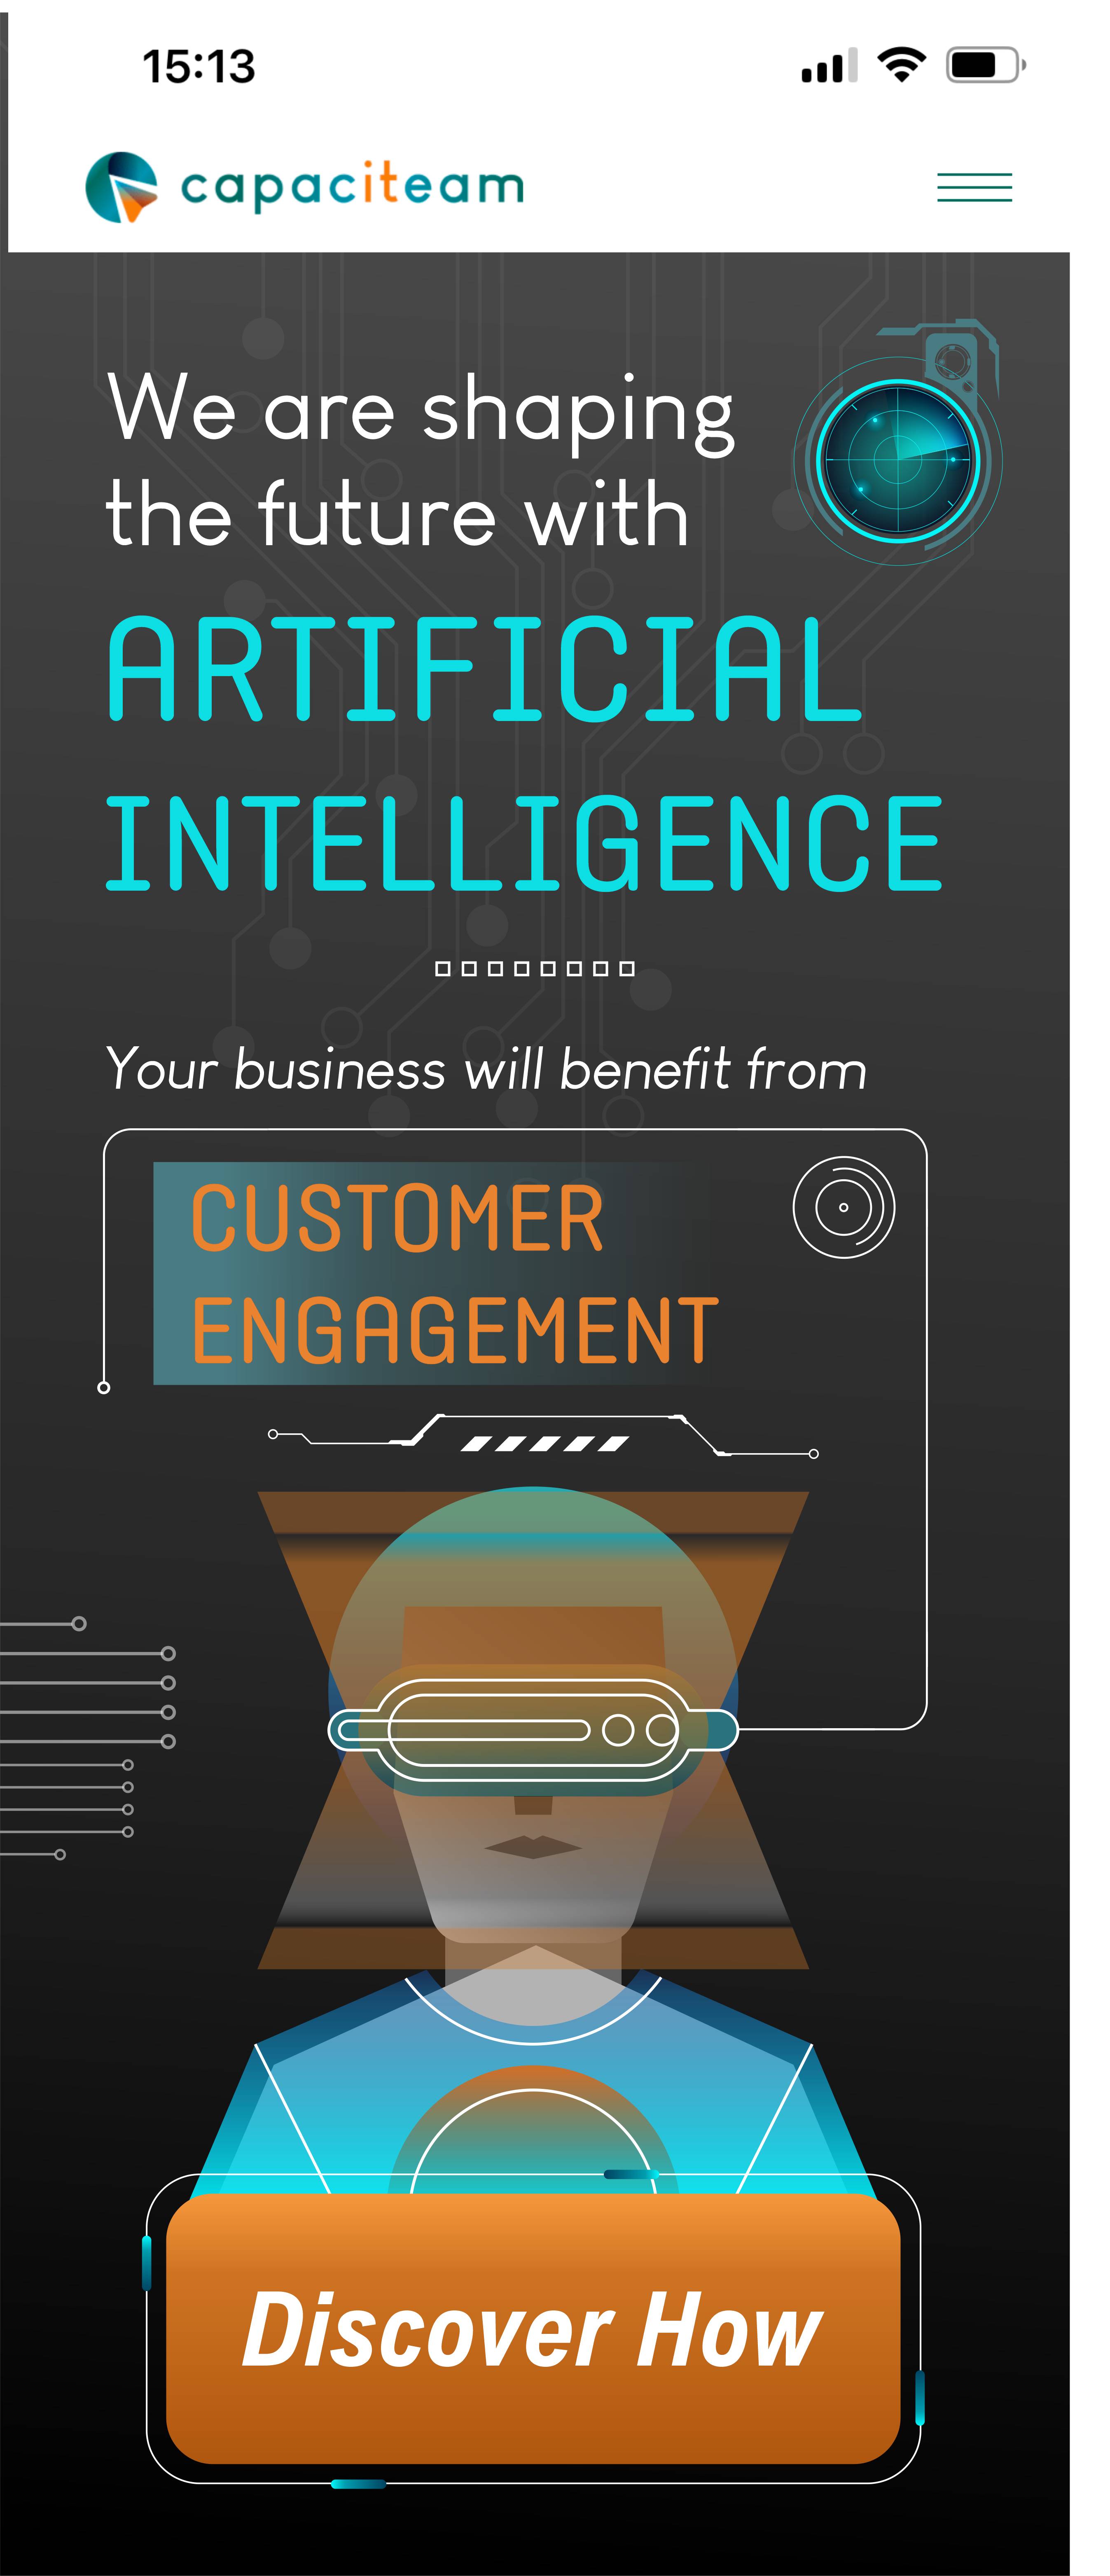 15:13
capaciteam
We are shaping
the future with
ARTIFICIAL
INTELLIGENCE
Your business will benefit from
CUSTOMER
ENGAGEMENT
Discover How